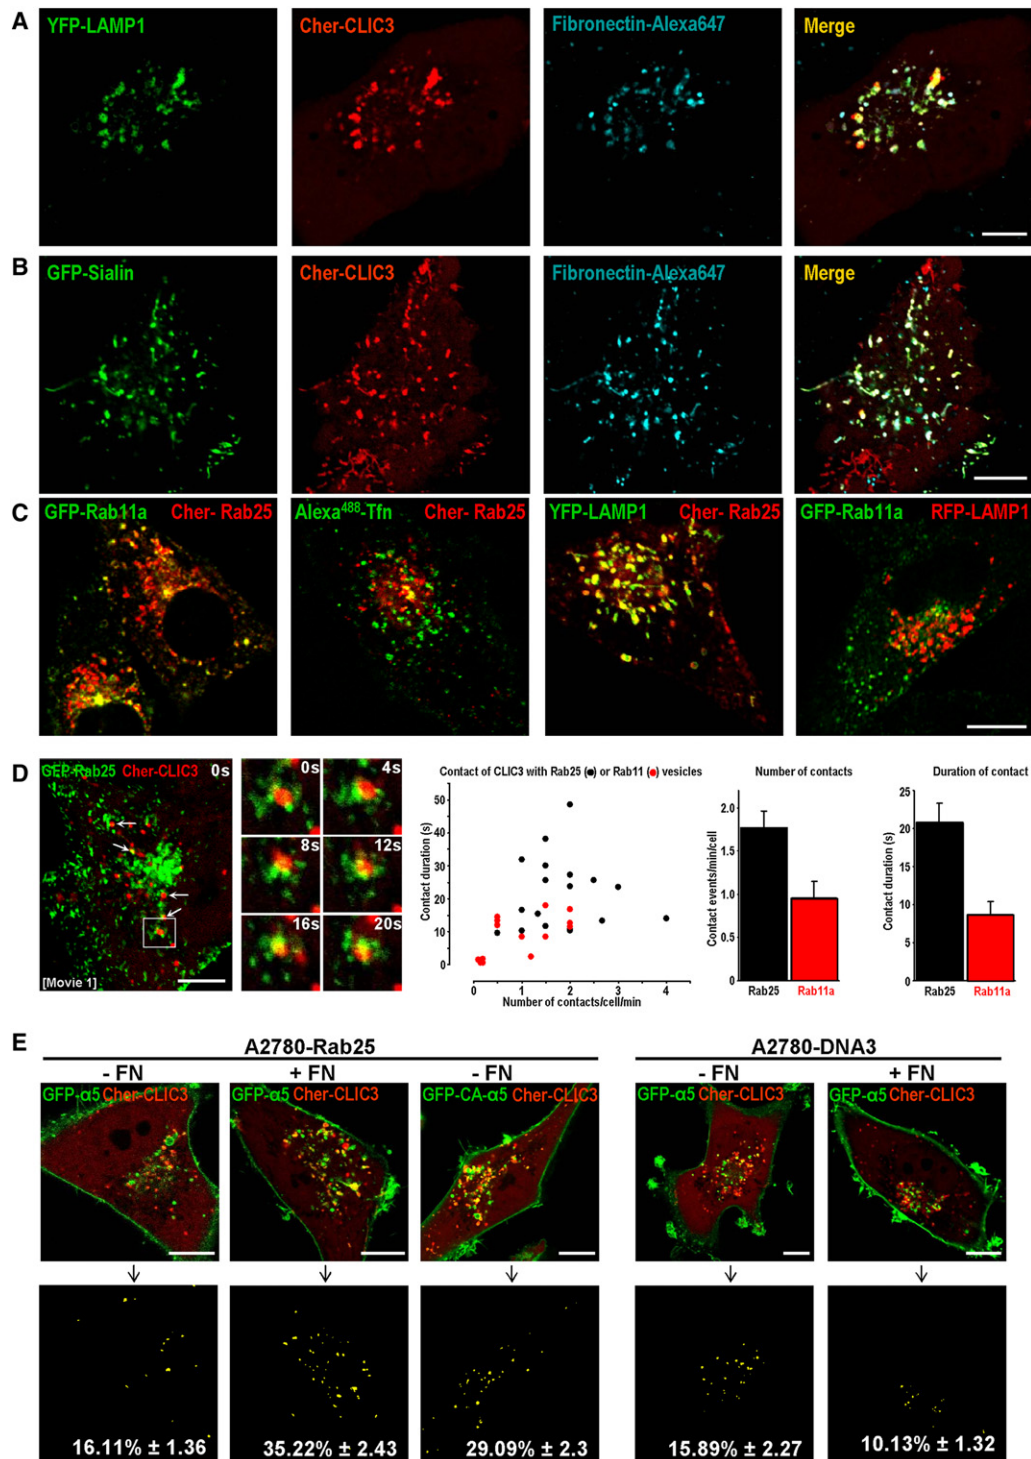 A
YFP-LAMP1
Cher-CLIC3
Fibronectin-Alexa647
Merge
B
GFP-Sialin
Cher-CLIC3
Fibronectin-Alexa647
Merge
C
GFP-Rab11a Cher- Rab25
Alexa⁴⁸⁸-Tfn Cher- Rab25
YFP-LAMP1 Cher- Rab25
GFP-Rab11a RFP-LAMP1
D
GFP-Rab25 Cher-CLIC3 0s
[Movie 1]
0s
4s
8s
12s
16s
20s
Contact of CLIC3 with Rab25 (●) or Rab11 (●) vesicles
Contact duration (s)
50
40
30
20
10
0
0 1 2 3 4
Number of contacts/cell/min
Number of contacts
Contact events/min/cell
2.0
1.5
1.0
0.5
0
Rab25 Rab11a
Duration of contact
Contact duration (s)
25
20
15
10
5
0
Rab25 Rab11a
E
A2780-Rab25
A2780-DNA3
- FN
+ FN
- FN
- FN
+ FN
GFP-α5 Cher-CLIC3
GFP-α5 Cher-CLIC3
GFP-CA-α5 Cher-CLIC3
GFP-α5 Cher-CLIC3
GFP-α5 Cher-CLIC3
16.11% ± 1.36
35.22% ± 2.43
29.09% ± 2.3
15.89% ± 2.27
10.13% ± 1.32